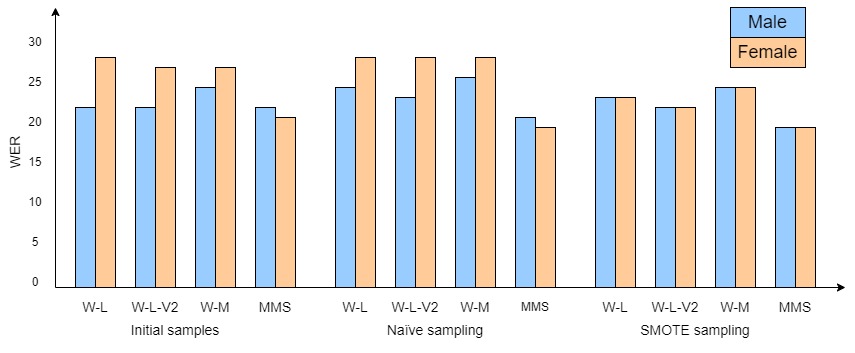 Male
Female
30
25
20
15
10
5
0
WER
W-L W-L-V2 W-M MMS W-L W-L-V2 W-M MMS W-L W-L-V2 W-M MMS
Initial samples Naïve sampling SMOTE sampling